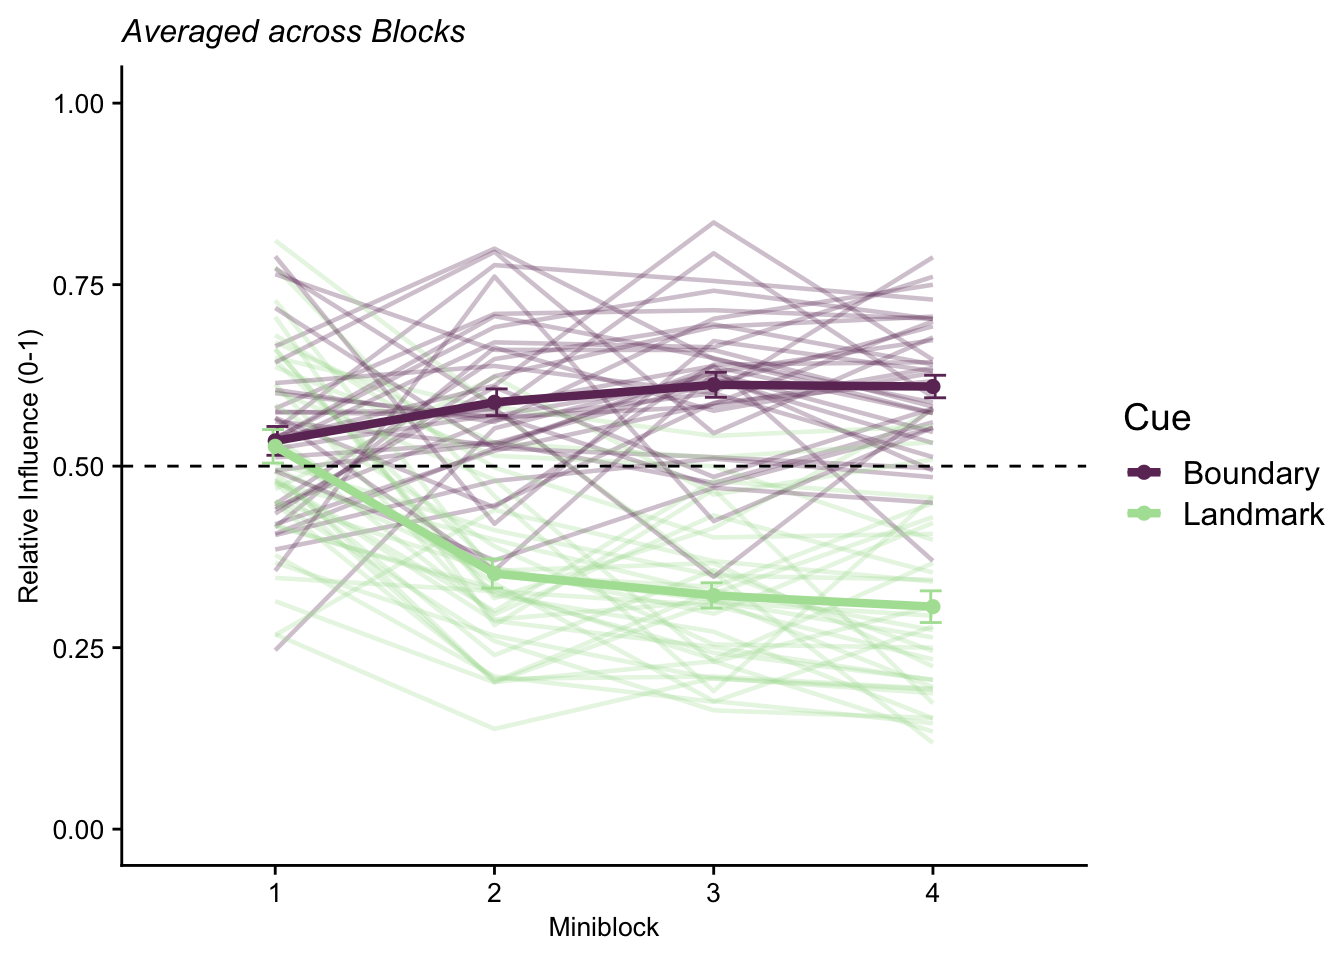 Averaged across Blocks
1.00
0.75
0.50
0.25
0.00
Relative Influence (0-1)
1 2 3 4
Miniblock
Cue
Boundary
Landmark